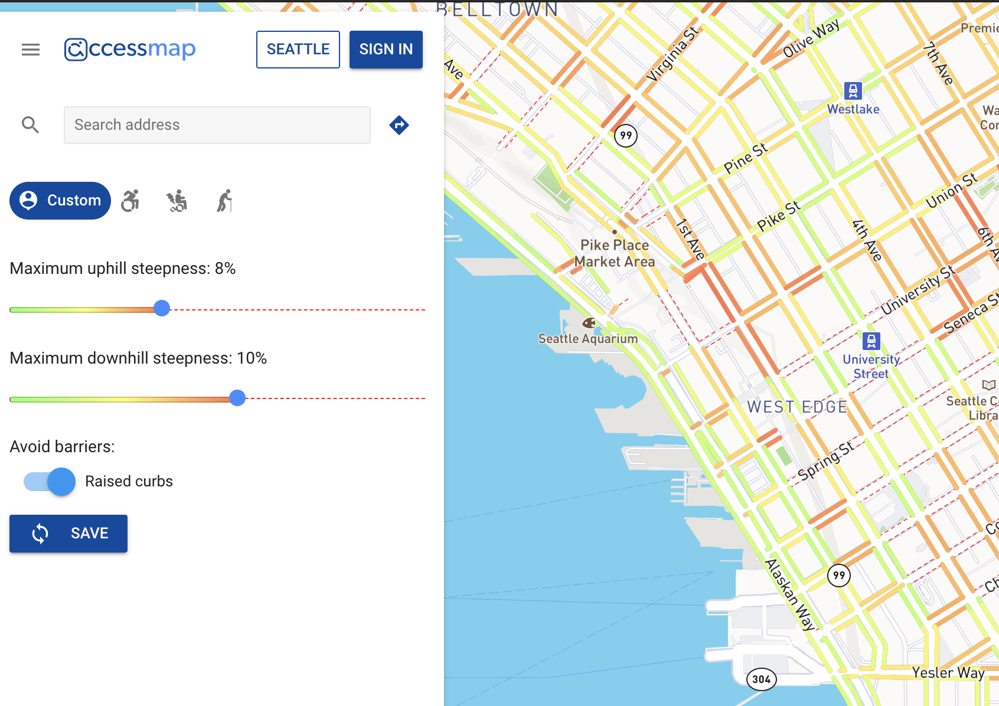 accessmap
SEATTLE
SIGN IN
Search address
Custom
Maximum uphill steepness: 8%
Maximum downhill steepness: 10%
Avoid barriers:
Raised curbs
SAVE
BELLTOWN
Premie
Olive Way
Virginia St
7th Ave
Ave
Westlake
Wa
Con
99
Pine St
Union St
Pike St
1st Ave
4th Ave
6th Av
Pike Place
Market Area
University St
Seneca St
Seattle Aquarium
University
Street
WEST EDGE
Seattle C
Libra
Spring St
Co
99
Alaskan Way
Ch
Yesler Way
304